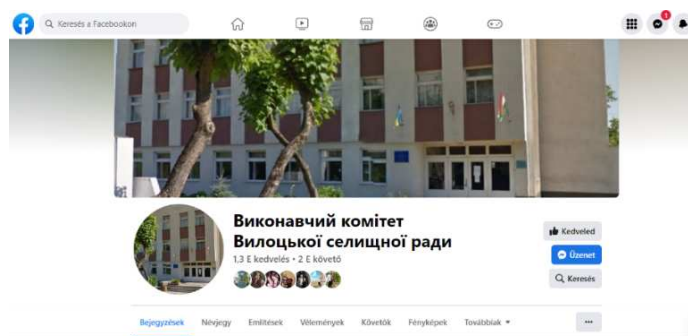 Keresés a Facebookon
1
Виконавчий комітет
Вилоцької селищної ради
1,3 E kedvelés • 2 E követő
Kedveled
Üzenet
Keresés
Bejegyzések Névjegy Említések Vélemények Követők Fényképek Továbbiak